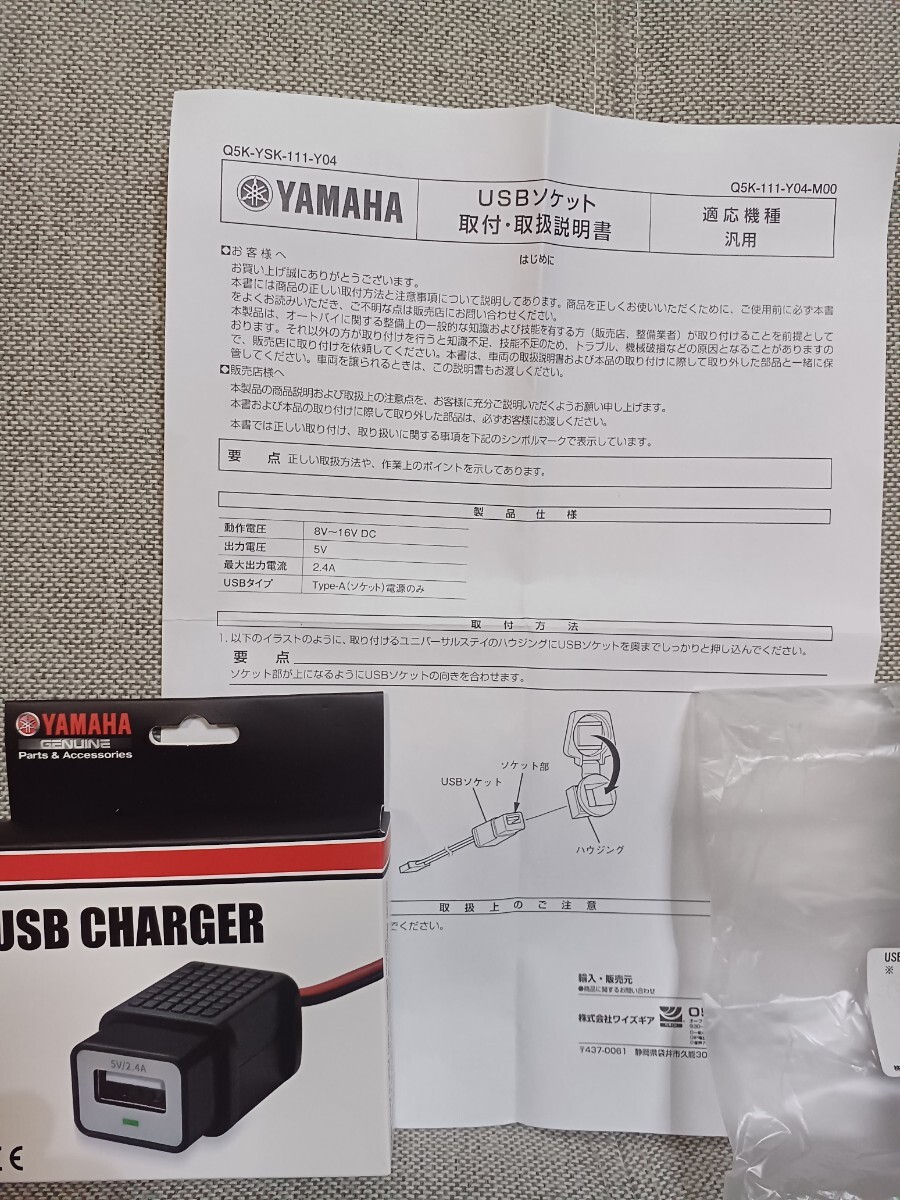 Q5K-YSK-111-Y04
Q5K-111-Y04-M00
YAMAHA
USBソケット
取付・取扱説明書
適応機種
汎用
はじめに
お客様へ
お買い上げ誠にありがとうございます。
本書には商品の正しい取付方法と注意事項について説明してあります。商品を正しくお使いいただくために、ご使用前に必ず本書
をよくお読みいただき、ご不明な点は販売店にお問い合わせください。
本製品は、オートバイに関する整備上の一般的な知識および技能を有する方（販売店、整備業者）が取り付けることを前提として
おります。それ以外の方が取り付けを行うと知識不足、技能不足のため、トラブル、機械破損などの原因となることがありますの
で、販売店に取り付を依頼してください。本書は、車両の取扱説明書および本品の取り付けに際して取り外した部品と一緒に保
管してください。車両を譲られるときは、この説明書もお渡しください。
販売店様へ
本製品の商品説明および取扱上の注意点を、お客様に充分ご説明いただくようお願い申し上げます。
本書および本品の取り付けに際して取り外した部品は、必ずお客様にお渡しください。
本書では正しい取り付け、取り扱いに関する事項を下記のシンボルマークで表示しています。
要 点 正しい取扱方法や、作業上のポイントを示してあります。
製品仕様
動作電圧 8V～16V DC
出力電圧 5V
最大出力電流 2.4A
USBタイプ Type-A（ソケット）電源のみ
取付方法
1. 以下のイラストのように、取り付けるユニバーサルステイのハウジングにUSBソケットを奥までしっかりと押し込んでください。
要 点
ソケット部が上になるようにUSBソケットの向きを合わせます。
ソケット部
USBソケット
ハウジング
取扱上のご注意
でください。
輸入・販売元
●商品に関するお問い合わせ
株式会社ワイズギア
〒437-0061 静岡県袋井市久能30
YAMAHA
GENUINE
Parts & Accessories
USB CHARGER
5V/2.4A
CE
USB
※